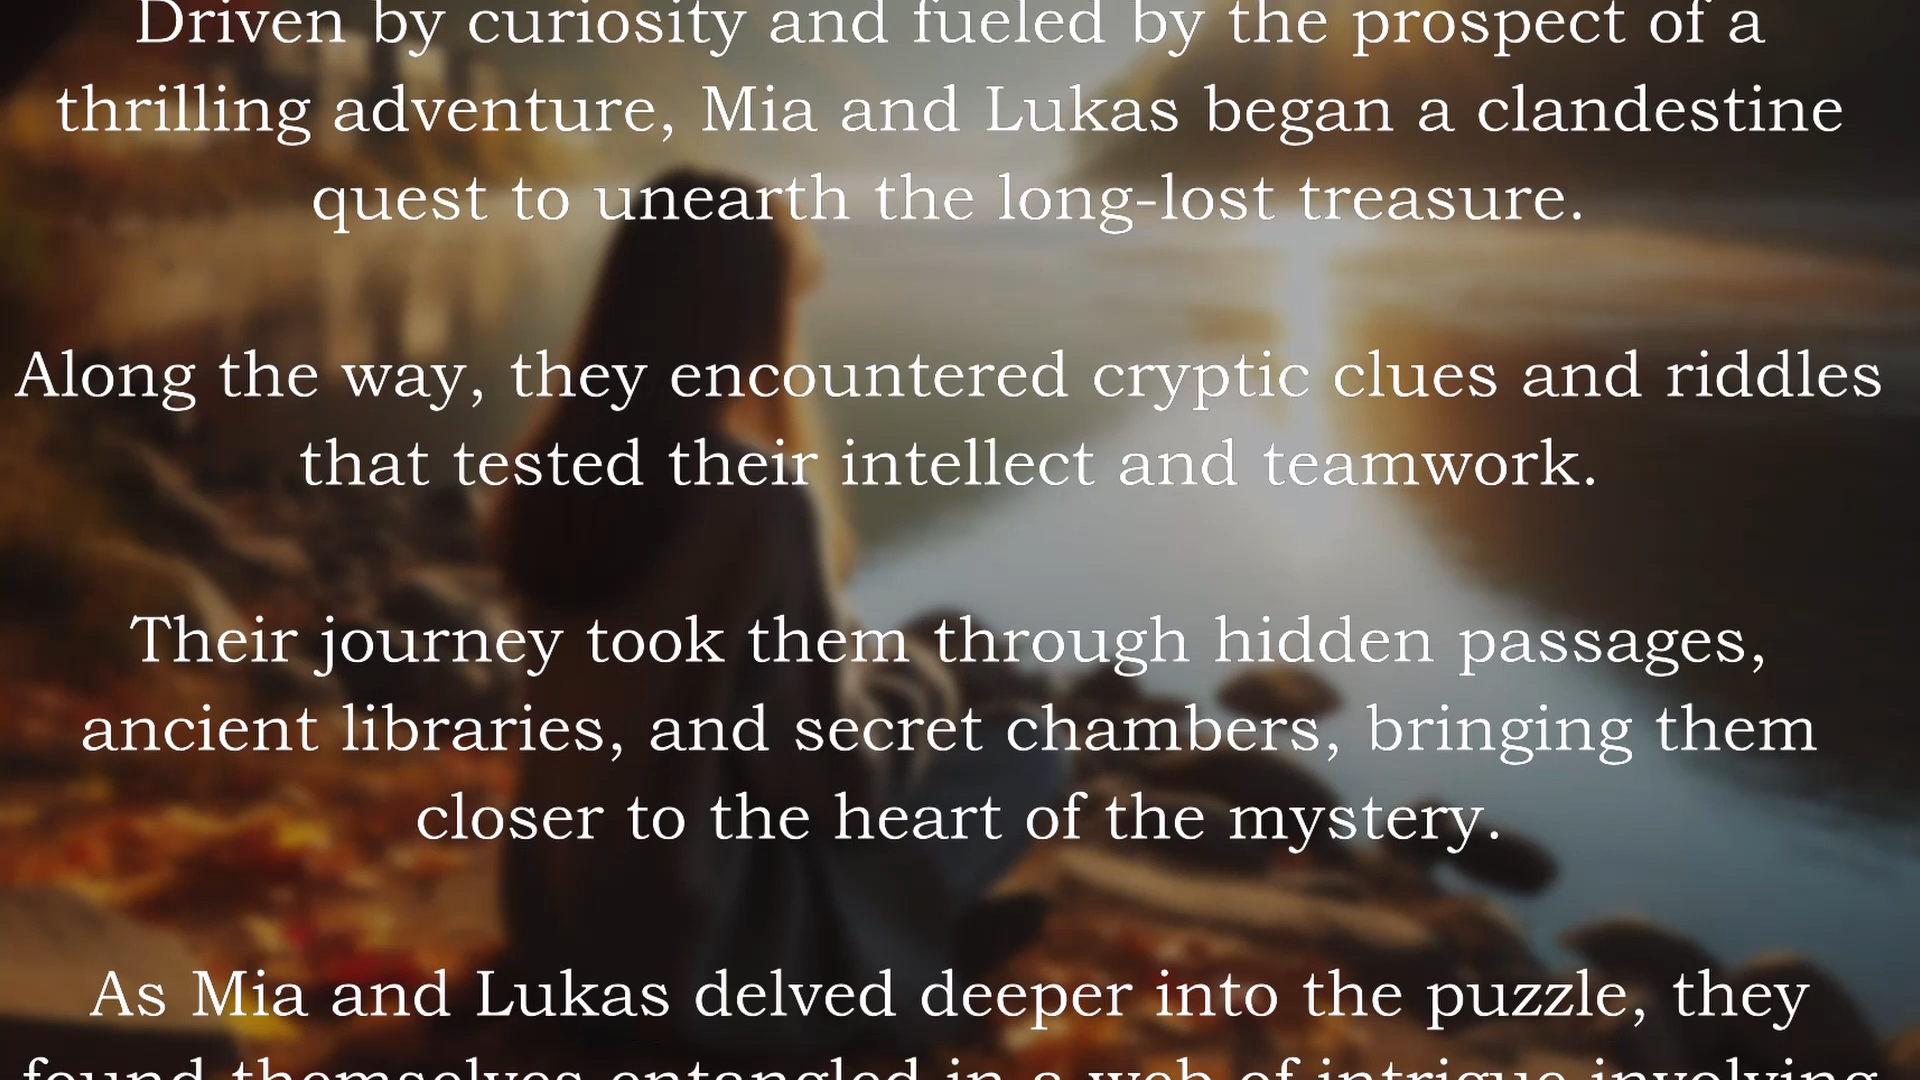 Driven by curiosity and fueled by the prospect of a
thrilling adventure, Mia and Lukas began a clandestine
quest to unearth the long-lost treasure.
Along the way, they encountered cryptic clues and riddles
that tested their intellect and teamwork.
Their journey took them through hidden passages,
ancient libraries, and secret chambers, bringing them
closer to the heart of the mystery.
As Mia and Lukas delved deeper into the puzzle, they
found themselves entangled in a web of intrigue involving